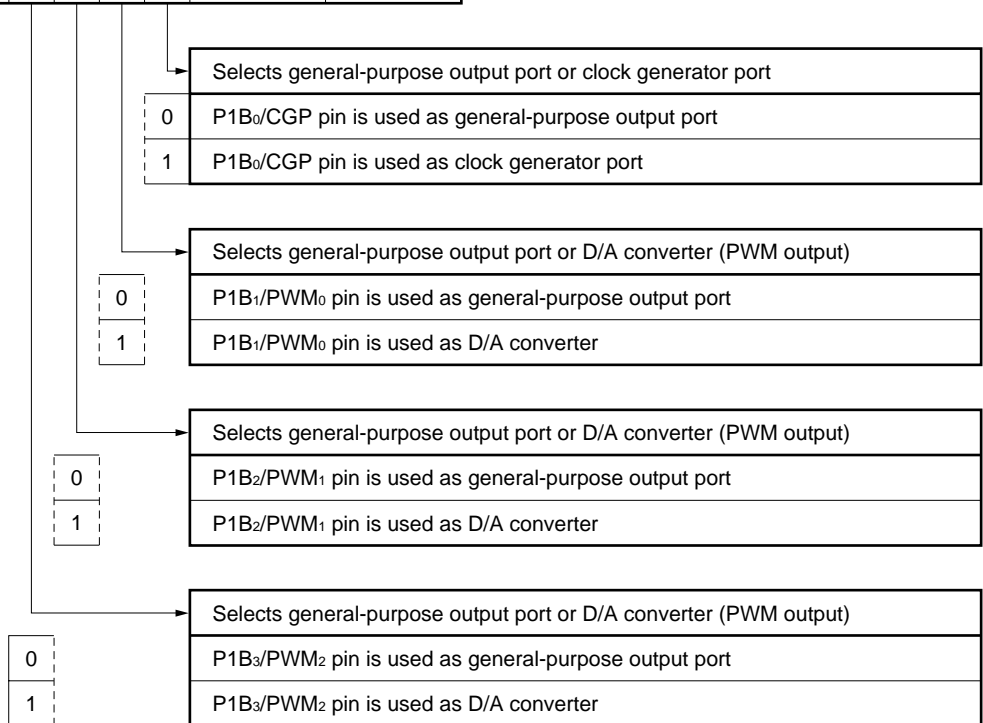 Selects general-purpose output port or clock generator port
0 P1B₀/CGP pin is used as general-purpose output port
1 P1B₀/CGP pin is used as clock generator port
Selects general-purpose output port or D/A converter (PWM output)
0 P1B₁/PWM₀ pin is used as general-purpose output port
1 P1B₁/PWM₀ pin is used as D/A converter
Selects general-purpose output port or D/A converter (PWM output)
0 P1B₂/PWM₁ pin is used as general-purpose output port
1 P1B₂/PWM₁ pin is used as D/A converter
Selects general-purpose output port or D/A converter (PWM output)
0 P1B₃/PWM₂ pin is used as general-purpose output port
1 P1B₃/PWM₂ pin is used as D/A converter